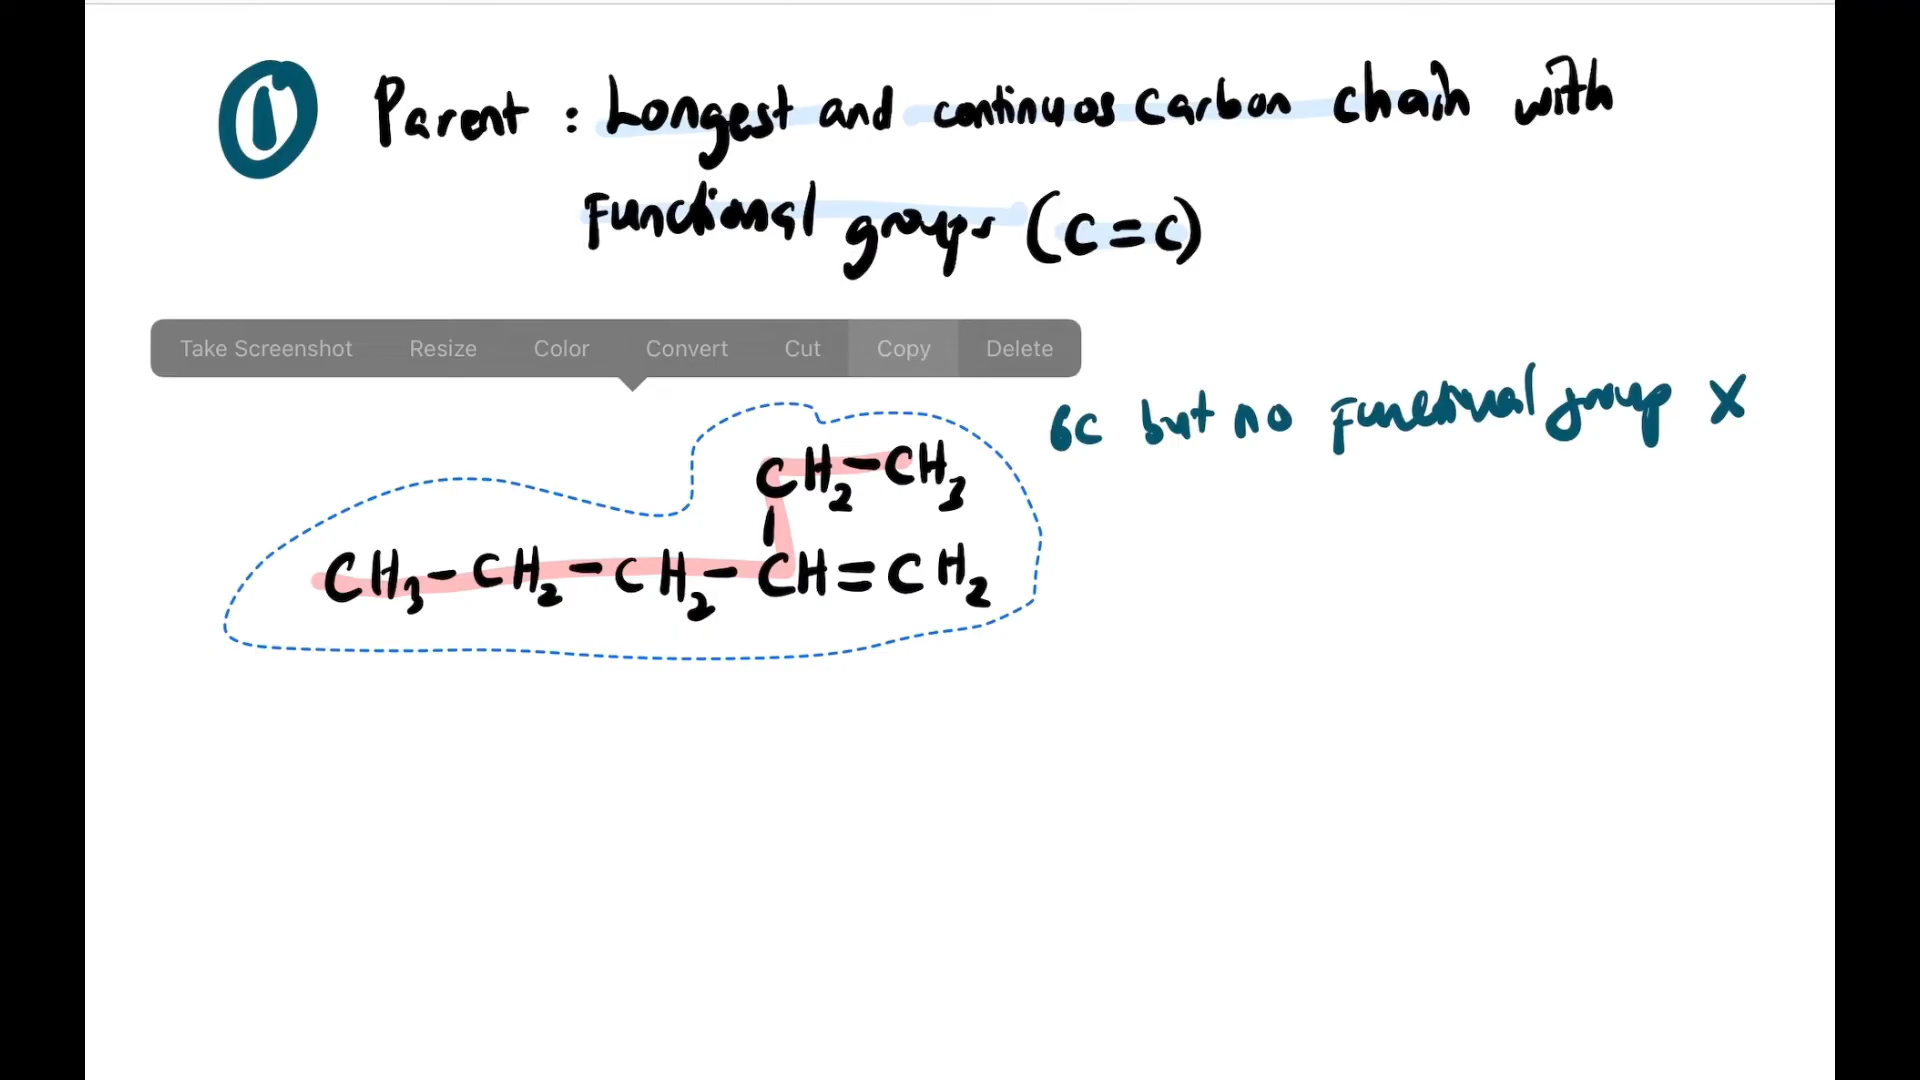 1 Parent : Longest and continuos carbon chain with
Functional groups (C=C)
Take Screenshot Resize Color Convert Cut Copy Delete
6C but no Functional group X
CH₂-CH₃
CH₃-CH₂-CH₂-CH=CH₂